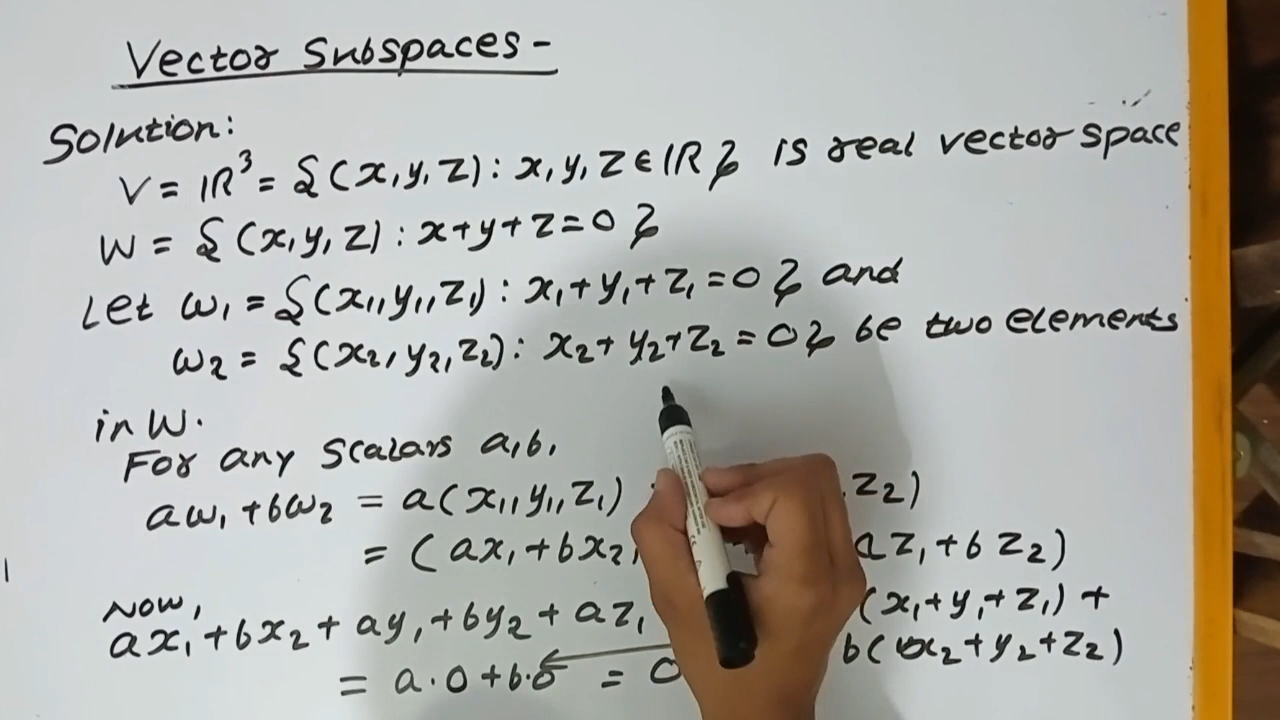 Vector Subspaces-
Solution:
V = ℝ³ = {(x, y, z) : x, y, z ∈ ℝ} is real vector space
W = {(x, y, z) : x+y+z=0}
Let ω₁ = {(x₁, y₁, z₁) : x₁+y₁+z₁=0} and
ω₂ = {(x₂, y₂, z₂) : x₂+y₂+z₂=0} be two elements
in W.
For any scalars a, b,
aω₁+bω₂ = a(x₁, y₁, z₁) z₂)
= (ax₁+bx₂, az₁+bz₂)
Now,
ax₁+bx₂+ay₁+by₂+az₁ (x₁+y₁+z₁)+
b(x₂+y₂+z₂)
= a.0+b.0 = 0